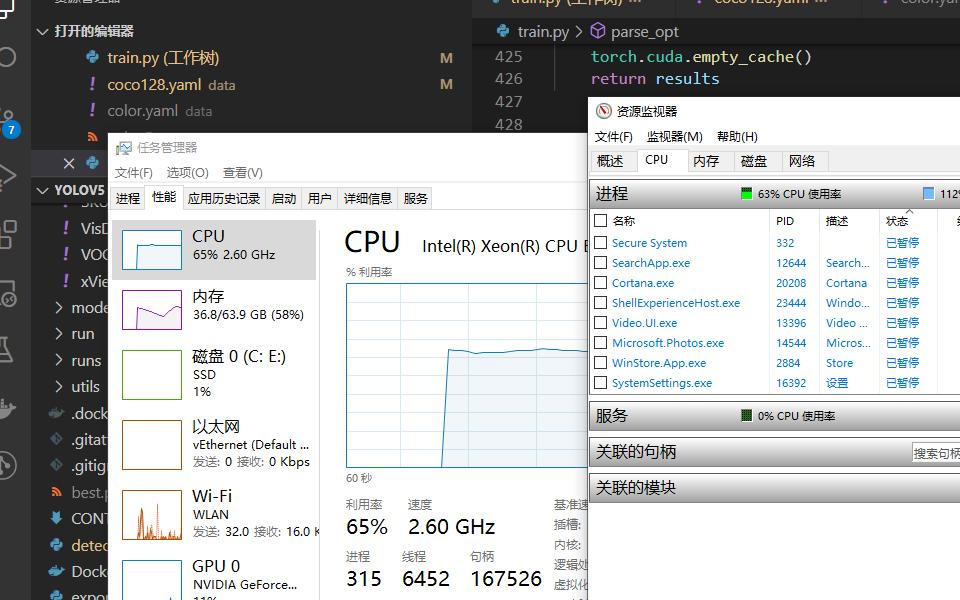 打开的编辑器
train.py (工作树) M
coco128.yaml data M
color.yaml data
7
YOLOV5
VOC
xVie
mode
run
runs
utils
.dock
.gitat
.gitig
best.p
CONT
detec
Dock
expor
train.py > parse_opt
425 torch.cuda.empty_cache()
426 return results
427
428
任务管理器
文件(F) 选项(O) 查看(V)
进程 性能 应用历史记录 启动 用户 详细信息 服务
CPU
65% 2.60 GHz
内存
36.8/63.9 GB (58%)
磁盘 0 (C: E:)
SSD
1%
以太网
vEthernet (Default ...
发送: 0 接收: 0 Kbps
Wi-Fi
WLAN
发送: 32.0 接收: 16.0 K
GPU 0
NVIDIA GeForce...
11%
CPU Intel(R) Xeon(R) CPU E
% 利用率
60 秒
利用率 速度 基准速
65% 2.60 GHz 插槽:
内核:
进程 线程 句柄 逻辑处
315 6452 167526 虚拟化
资源监视器
文件(F) 监视器(M) 帮助(H)
概述 CPU 内存 磁盘 网络
进程 63% CPU 使用率 112%
名称 PID 描述 状态
Secure System 332 已暂停
SearchApp.exe 12644 Search... 已暂停
Cortana.exe 20208 Cortana 已暂停
ShellExperienceHost.exe 23444 Windo... 已暂停
Video.UI.exe 13396 Video ... 已暂停
Microsoft.Photos.exe 14544 Micros... 已暂停
WinStore.App.exe 2884 Store 已暂停
SystemSettings.exe 16392 设置 已暂停
服务 0% CPU 使用率
关联的句柄 搜索句柄
关联的模块